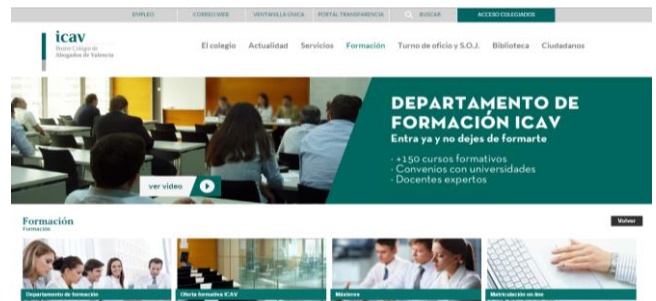 EMPLEO CORREO WEB VENTANILLA ÚNICA PORTAL TRANSPARENCIA BUSCAR ACCESO COLEGIADOS
icav
Ilustre Colegio de
Abogados de Valencia
El colegio Actualidad Servicios Formación Turno de oficio y S.O.J. Biblioteca Ciudadanos
DEPARTAMENTO DE
FORMACIÓN ICAV
Entra ya y no dejes de formarte
· +150 cursos formativos
· Convenios con universidades
· Docentes expertos
ver vídeo
Formación
Formación
Volver
Departamento de formación Oferta formativa ICAV Másteres Matriculación on line